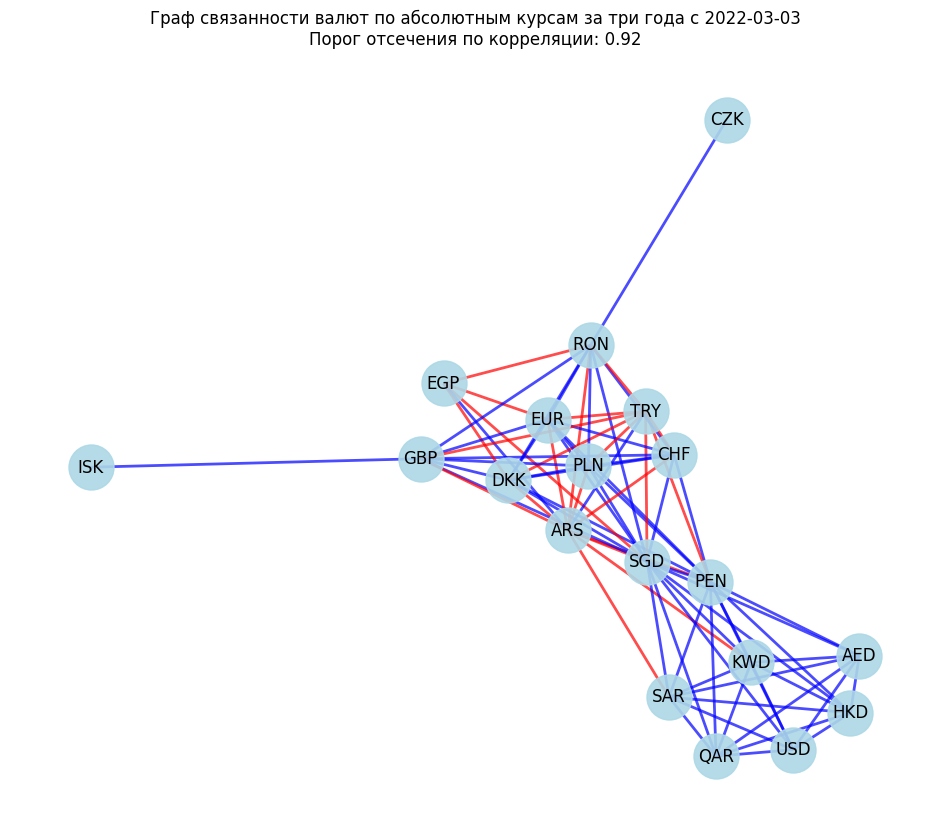 Граф связанности валют по абсолютным курсам за три года с 2022-03-03
Порог отсечения по корреляции: 0.92
CZK
RON
EGP
TRY
EUR
CHF
GBP
ISK
PLN
DKK
ARS
SGD
PEN
AED
KWD
SAR
HKD
USD
QAR